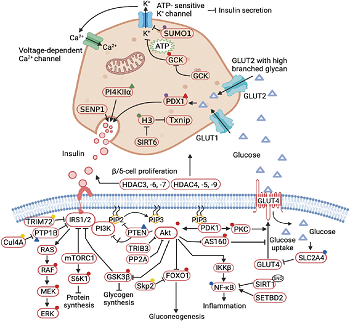 K⁺
ATP- sensitive
K⁺ channel
Insulin secretion
Ca²⁺
K⁺
SUMO1
ATP
Voltage-dependent
Ca²⁺ channel
Ca²⁺
GCK
GCK
GLUT2 with high
branched glycan
PI4KIIα
SENP1
PDX1
GLUT2
H3
Txnip
SIRT6
GLUT1
Insulin
β/δ-cell proliferation
Glucose
HDAC3, -6, -7
HDAC4, -5, -9
GLUT4
TRIM72
IRS1/2
PIP2
PIP3
PIP3
Cul4A
PTP1B
PI3K
PTEN
Akt
PDK1
PKC
Glucose
uptake
Glucose
RAS
TRIB3
AS160
mTORC1
PP2A
GLUT4
SLC2A4
RAF
IKKβ
S6K1
GSK3β
Skp2
FOXO1
NF-κB
SIRT1
MEK
SETBD2
Protein
synthesis
Glycogen
synthesis
ERK
Inflammation
Gluconeogenesis